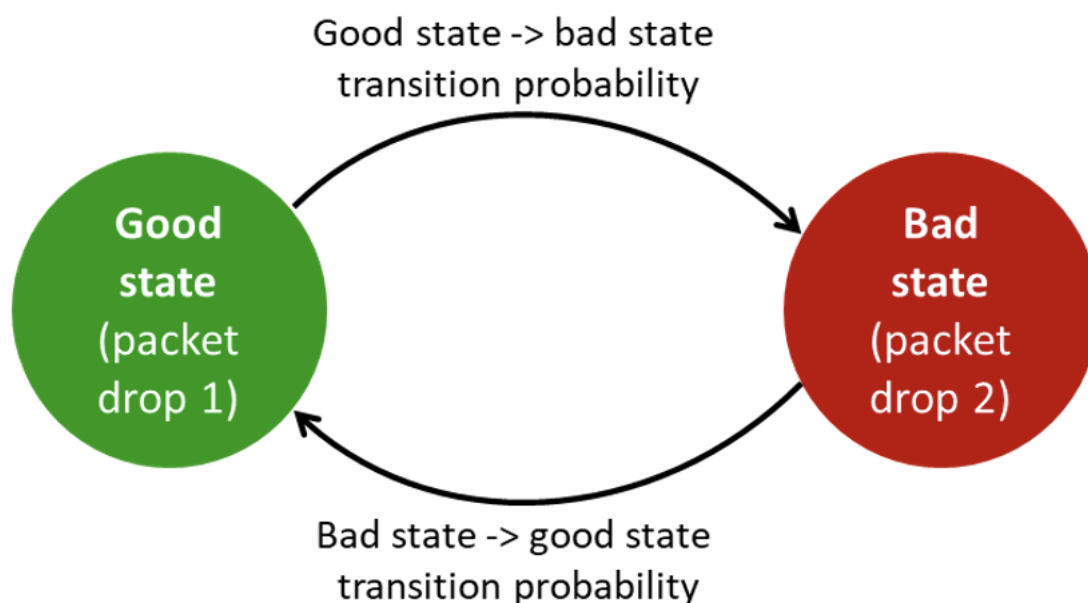 Good state -> bad state
transition probability
Good
state
(packet
drop 1)
Bad
state
(packet
drop 2)
Bad state -> good state
transition probability